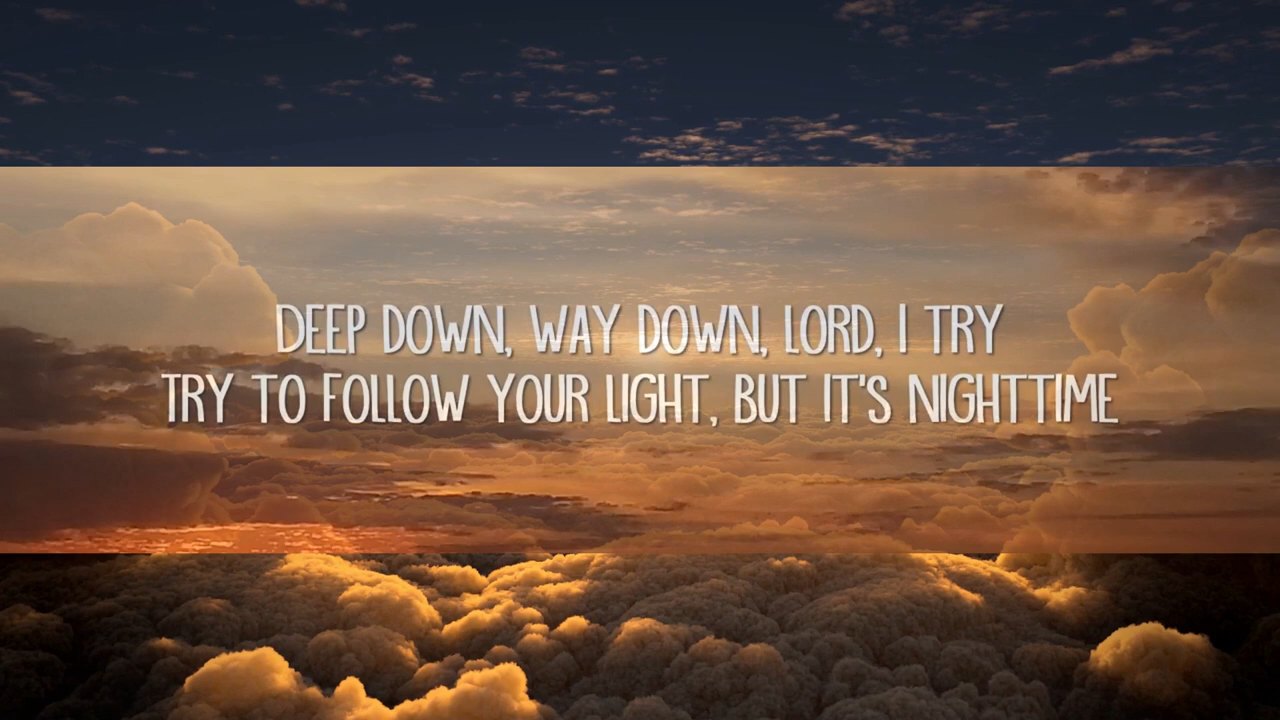 DEEP DOWN, WAY DOWN, LORD, I TRY
TRY TO FOLLOW YOUR LIGHT, BUT IT'S NIGHTTIME